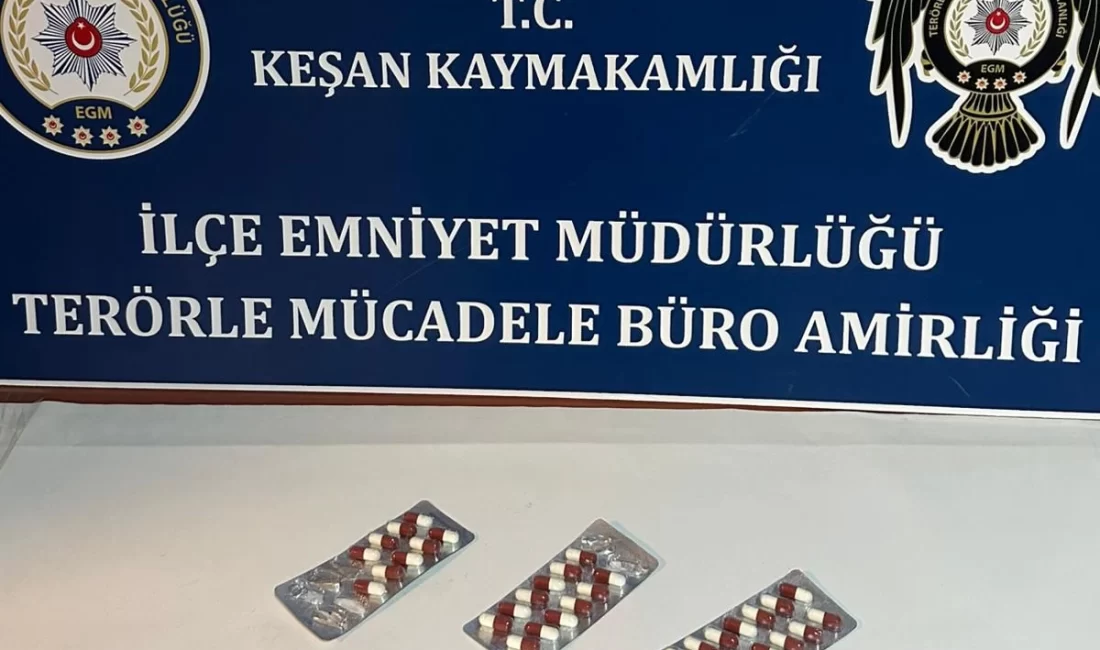 T.C.
KEŞAN KAYMAKAMLIĞI
EGM
EGM
İLÇE EMNİYET MÜDÜRLÜĞÜ
TERÖRLE MÜCADELE BÜRO AMİRLİĞİ